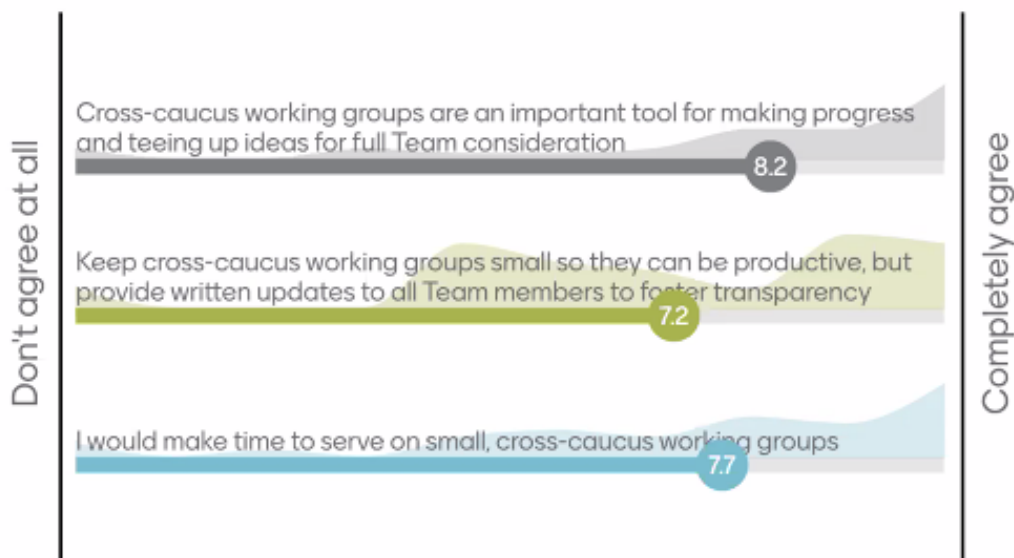 Don't agree at all
Cross-caucus working groups are an important tool for making progress
and teeing up ideas for full Team consideration
8.2
Keep cross-caucus working groups small so they can be productive, but
provide written updates to all Team members to foster transparency
7.2
I would make time to serve on small, cross-caucus working groups
7.7
Completely agree